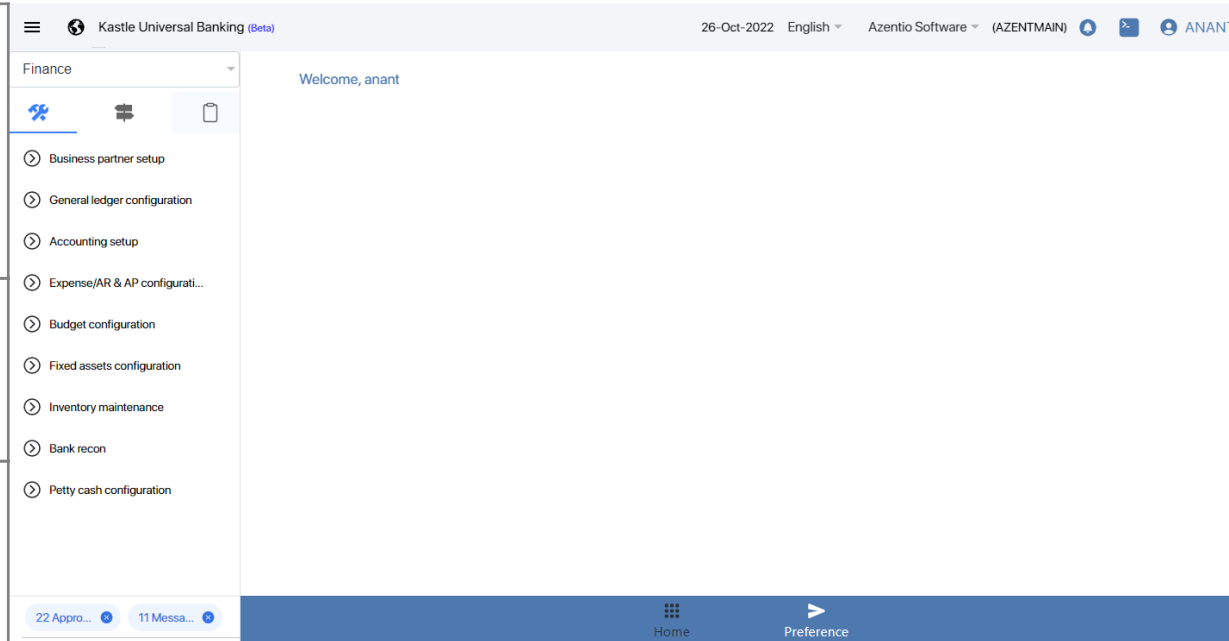 Kastle Universal Banking (Beta) 26-Oct-2022 English Azentio Software (AZENTMAIN) ANANT
Finance
Welcome, anant
Business partner setup
General ledger configuration
Accounting setup
Expense/AR & AP configurati...
Budget configuration
Fixed assets configuration
Inventory maintenance
Bank recon
Petty cash configuration
22 Appro... 11 Messa...
Home Preference